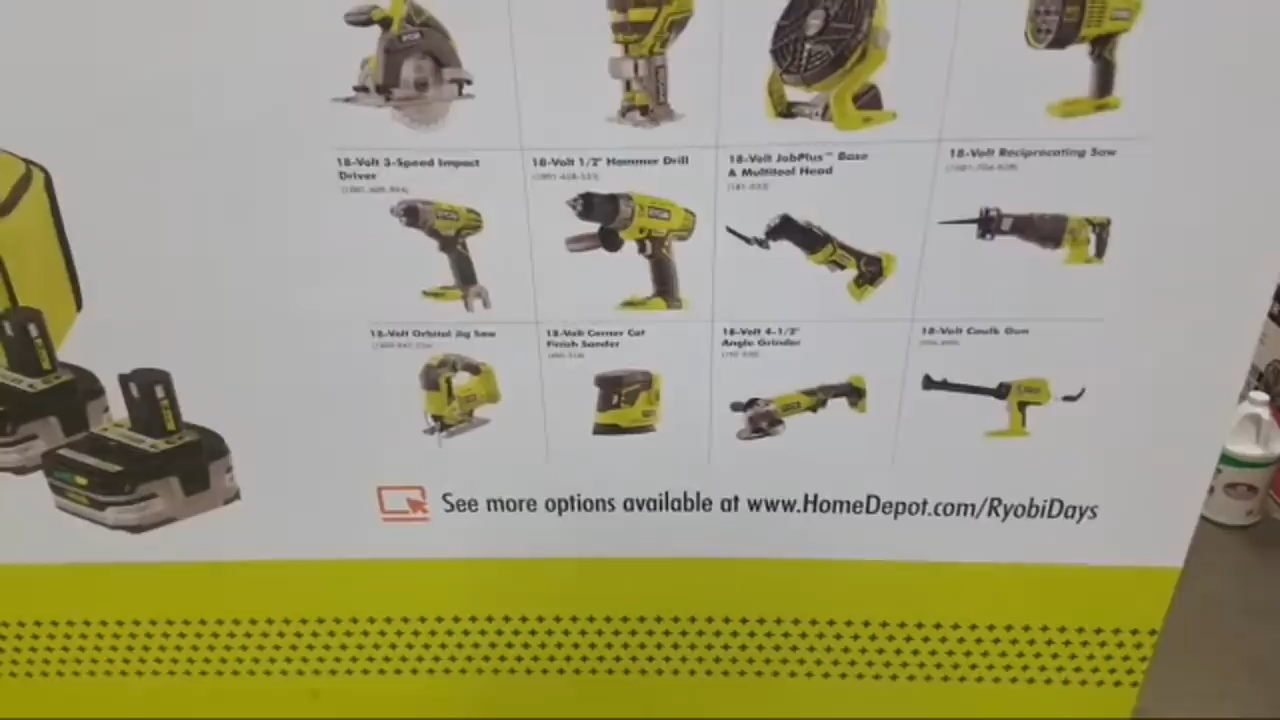 18-Volt 3-Speed Impact
Driver
18-Volt 1/2" Hammer Drill
18-Volt JobPlus™ Base
& Multitool Head
18-Volt Reciprocating Saw
18-Volt Orbital Jig Saw
18-Volt Corner Cat
Finish Sander
18-Volt 4-1/2"
Angle Grinder
18-Volt Caulk Gun
See more options available at www.HomeDepot.com/RyobiDays